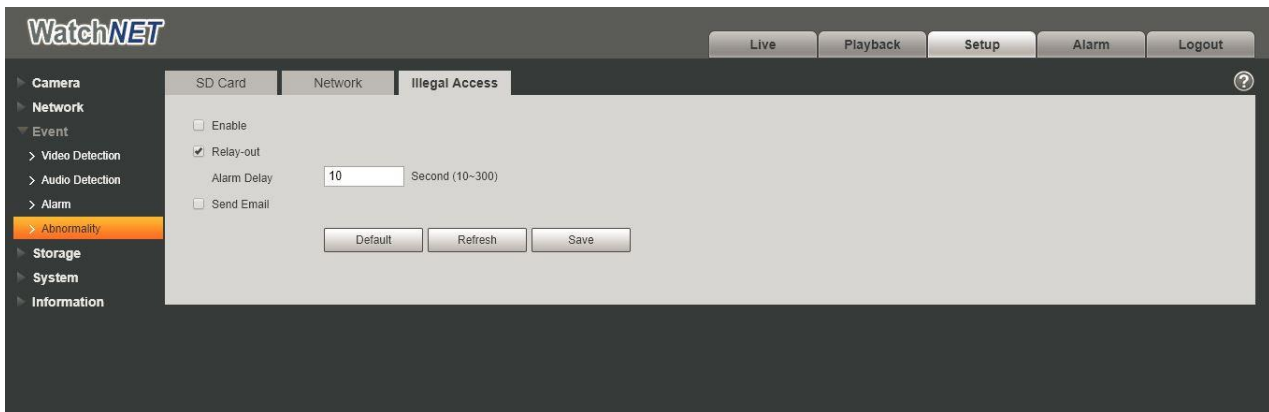 WatchNET
Live Playback Setup Alarm Logout
Camera
Network
Event
> Video Detection
> Audio Detection
> Alarm
> Abnormality
Storage
System
Information
SD Card Network Illegal Access
?
Enable
Relay-out
Alarm Delay 10 Second (10~300)
Send Email
Default Refresh Save